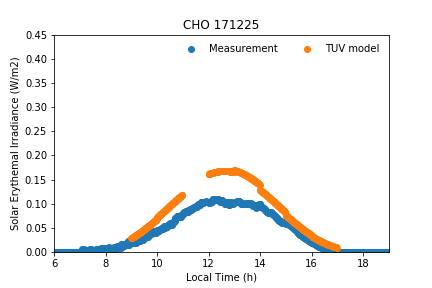 CHO 171225
Measurement TUV model
0.45
0.40
0.35
0.30
0.25
0.20
0.15
0.10
0.05
0.00
Solar Erythemal Irradiance (W/m2)
6 8 10 12 14 16 18
Local Time (h)